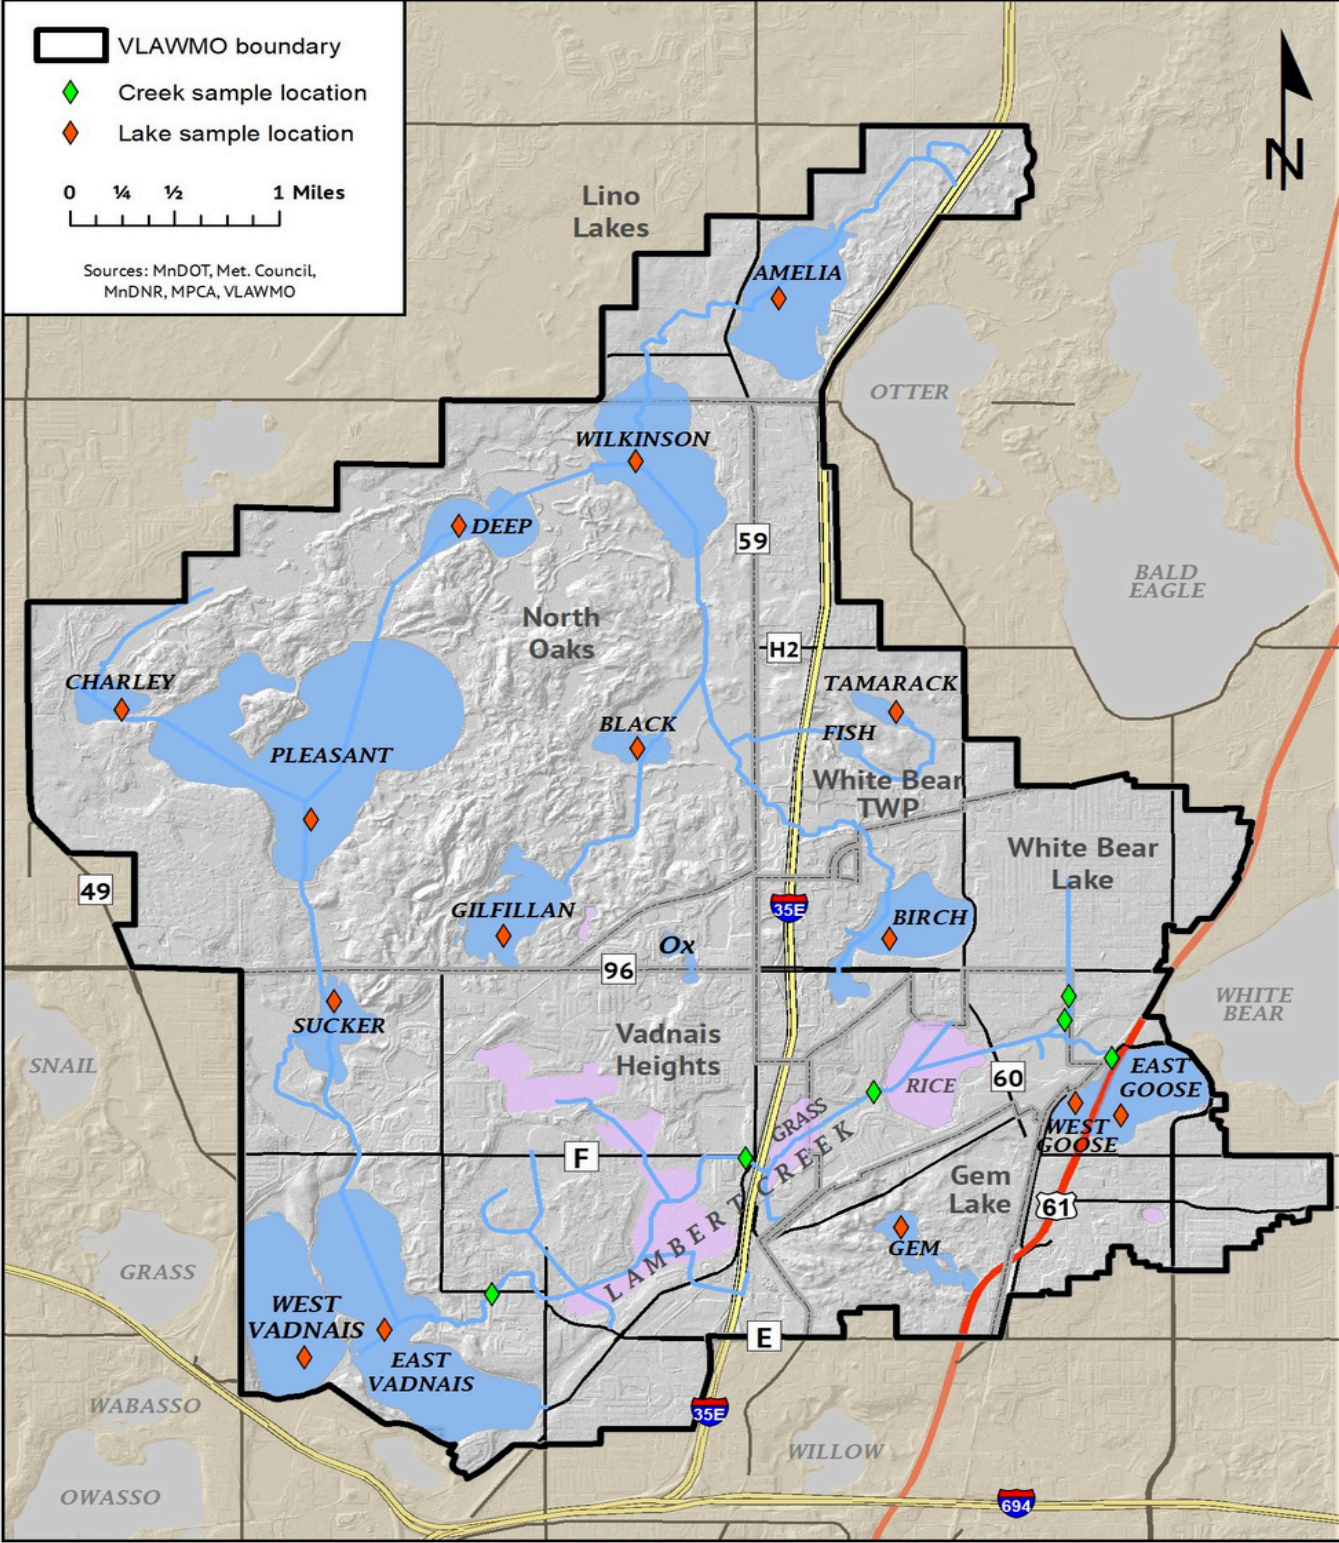 VLAWMO boundary
Creek sample location
Lake sample location
0 ¼ ½ 1 Miles
Sources: MnDOT, Met. Council,
MnDNR, MPCA, VLAWMO
N
Lino
Lakes
AMELIA
OTTER
WILKINSON
DEEP
59
BALD
EAGLE
North
Oaks
H2
CHARLEY
TAMARACK
BLACK
FISH
PLEASANT
White Bear
TWP
White Bear
Lake
49
35E
GILFILLAN
BIRCH
Ox
96
WHITE
BEAR
SUCKER
Vadnais
Heights
SNAIL
60
RICE
EAST
GOOSE
GRASS
WEST
GOOSE
F
LAMBERT CREEK
Gem
Lake
61
GEM
GRASS
WEST
VADNAIS
E
EAST
VADNAIS
WABASSO
35E
WILLOW
OWASSO
694